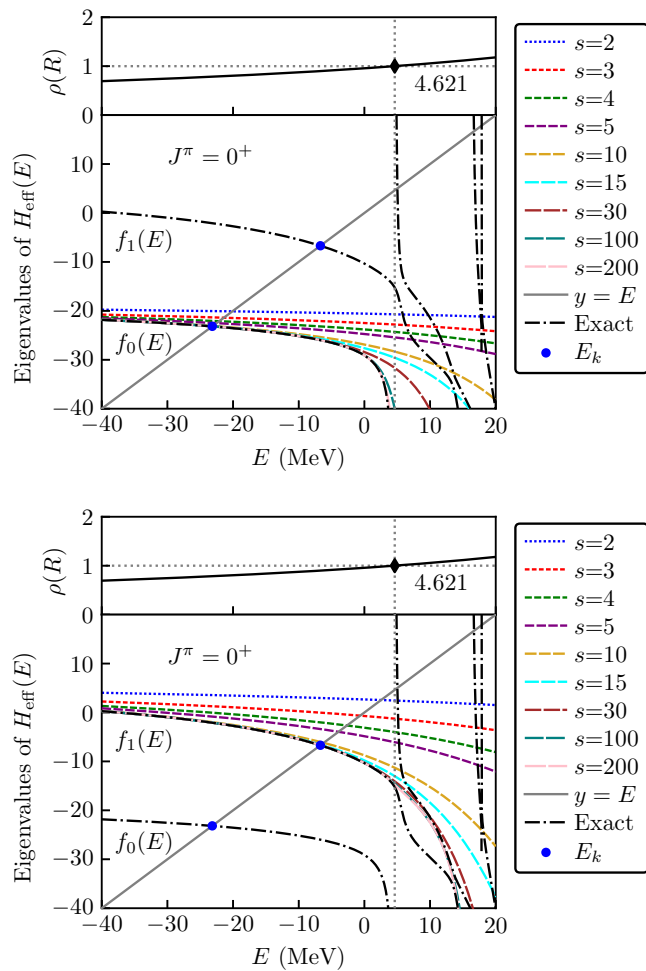 2
1
0
ρ(R)
4.621
10
0
−10
−20
−30
−40
Eigenvalues of H_eff(E)
J^π = 0^+
f_1(E)
f_0(E)
−40 −30 −20 −10 0 10 20
E (MeV)
s=2
s=3
s=4
s=5
s=10
s=15
s=30
s=100
s=200
y = E
Exact
E_k
2
1
0
ρ(R)
4.621
10
0
−10
−20
−30
−40
Eigenvalues of H_eff(E)
J^π = 0^+
f_1(E)
f_0(E)
−40 −30 −20 −10 0 10 20
E (MeV)
s=2
s=3
s=4
s=5
s=10
s=15
s=30
s=100
s=200
y = E
Exact
E_k